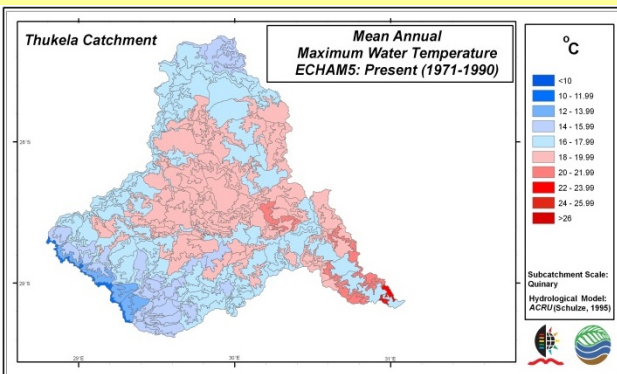 Thukela Catchment
Mean Annual
Maximum Water Temperature
ECHAM5: Present (1971-1990)
°C
<10
10 - 11.99
12 - 13.99
14 - 15.99
16 - 17.99
18 - 19.99
20 - 21.99
22 - 23.99
24 - 25.99
>26
Subcatchment Scale:
Quinary
Hydrological Model:
ACRU (Schulze, 1995)